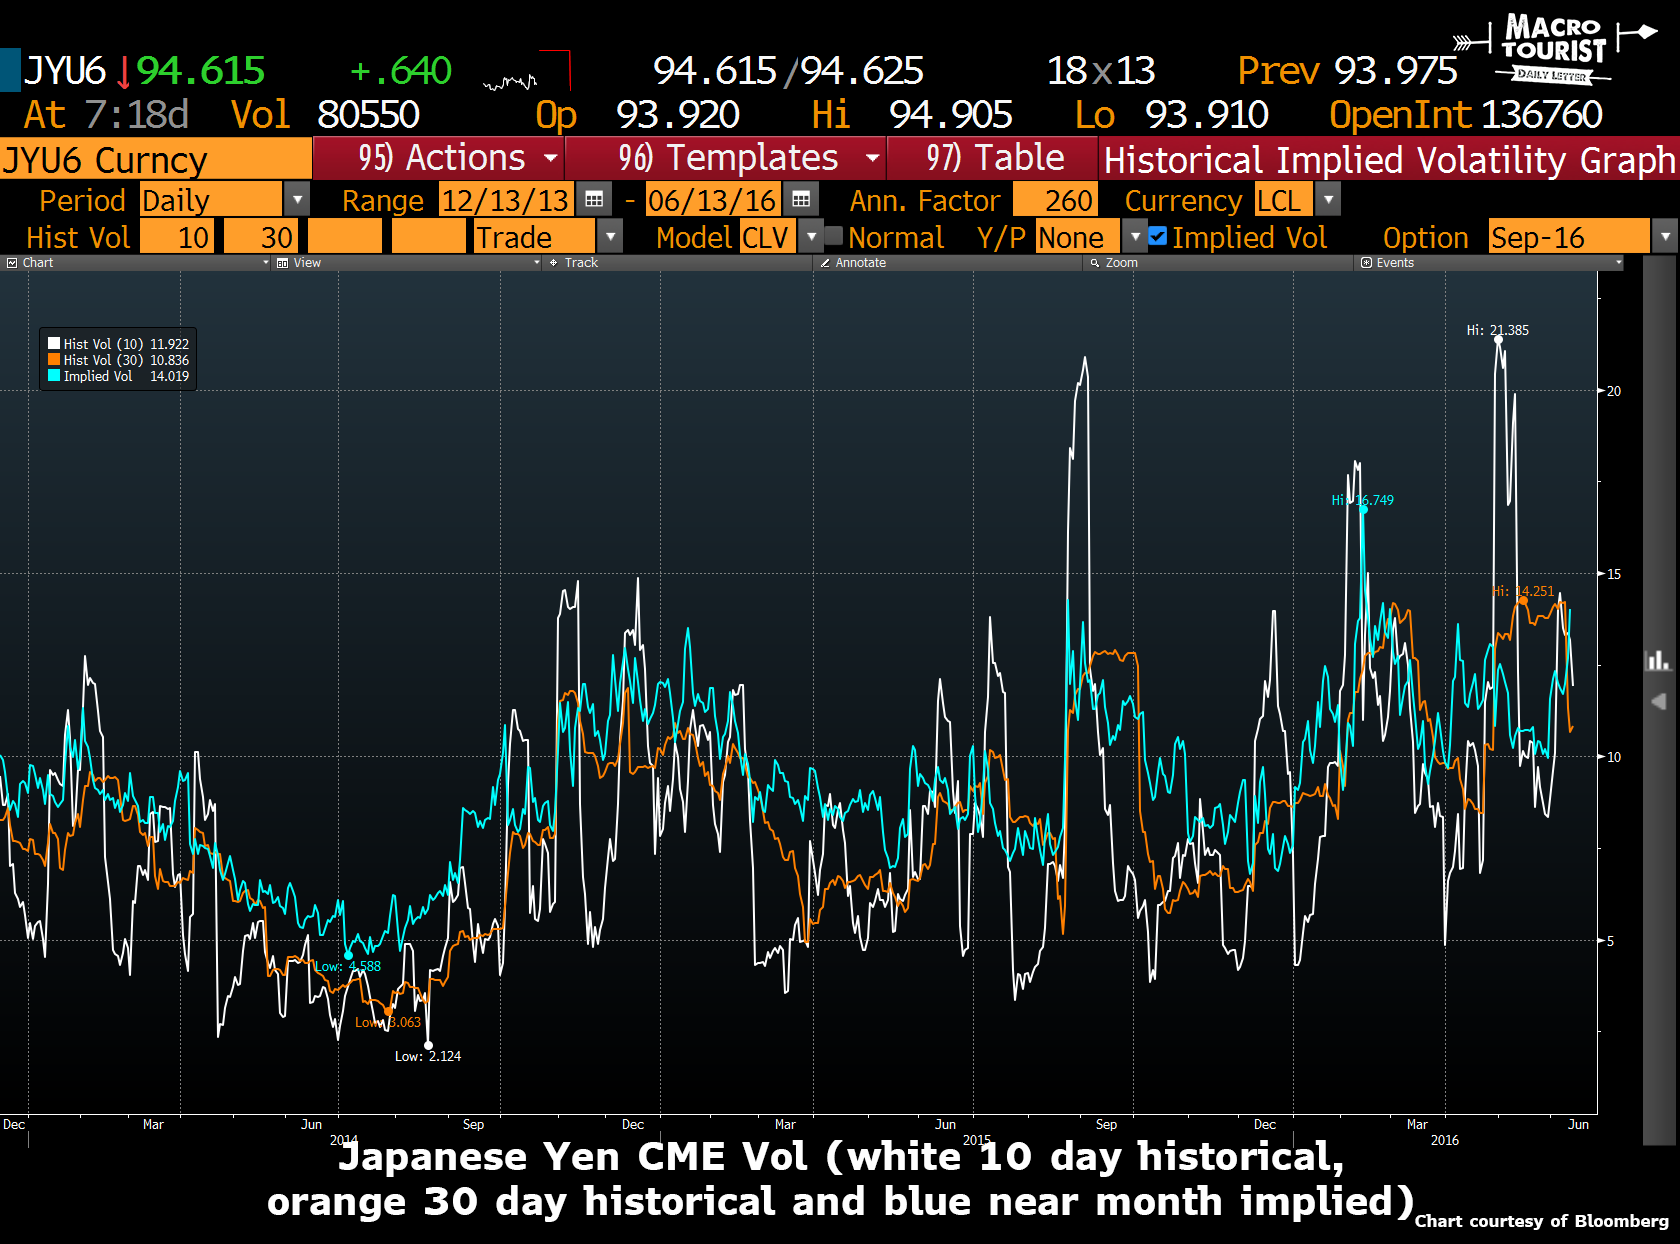 MACRO
TOURIST
DAILY LETTER
JYU6 ↓94.615 +.640 94.615/94.625 18x13 Prev 93.975
At 7:18d Vol 80550 Op 93.920 Hi 94.905 Lo 93.910 OpenInt 136760
JYU6 Curncy 95) Actions 96) Templates 97) Table Historical Implied Volatility Graph
Period Daily Range 12/13/13 - 06/13/16 Ann. Factor 260 Currency LCL
Hist Vol 10 30 Trade Model CLV Normal Y/P None Implied Vol Option Sep-16
Chart View Track Annotate Zoom Events
Hi: 21.385
Hist Vol (10) 11.922
Hist Vol (30) 10.836
Implied Vol 14.019
20
Hi: 16.749
15
Hi: 14.251
10
5
Low: 4.588
Low: 3.063
Low: 2.124
Dec Mar Jun Sep Dec Mar Jun Sep Dec Mar Jun
2014 2015 2016
Japanese Yen CME Vol (white 10 day historical,
orange 30 day historical and blue near month implied)
Chart courtesy of Bloomberg